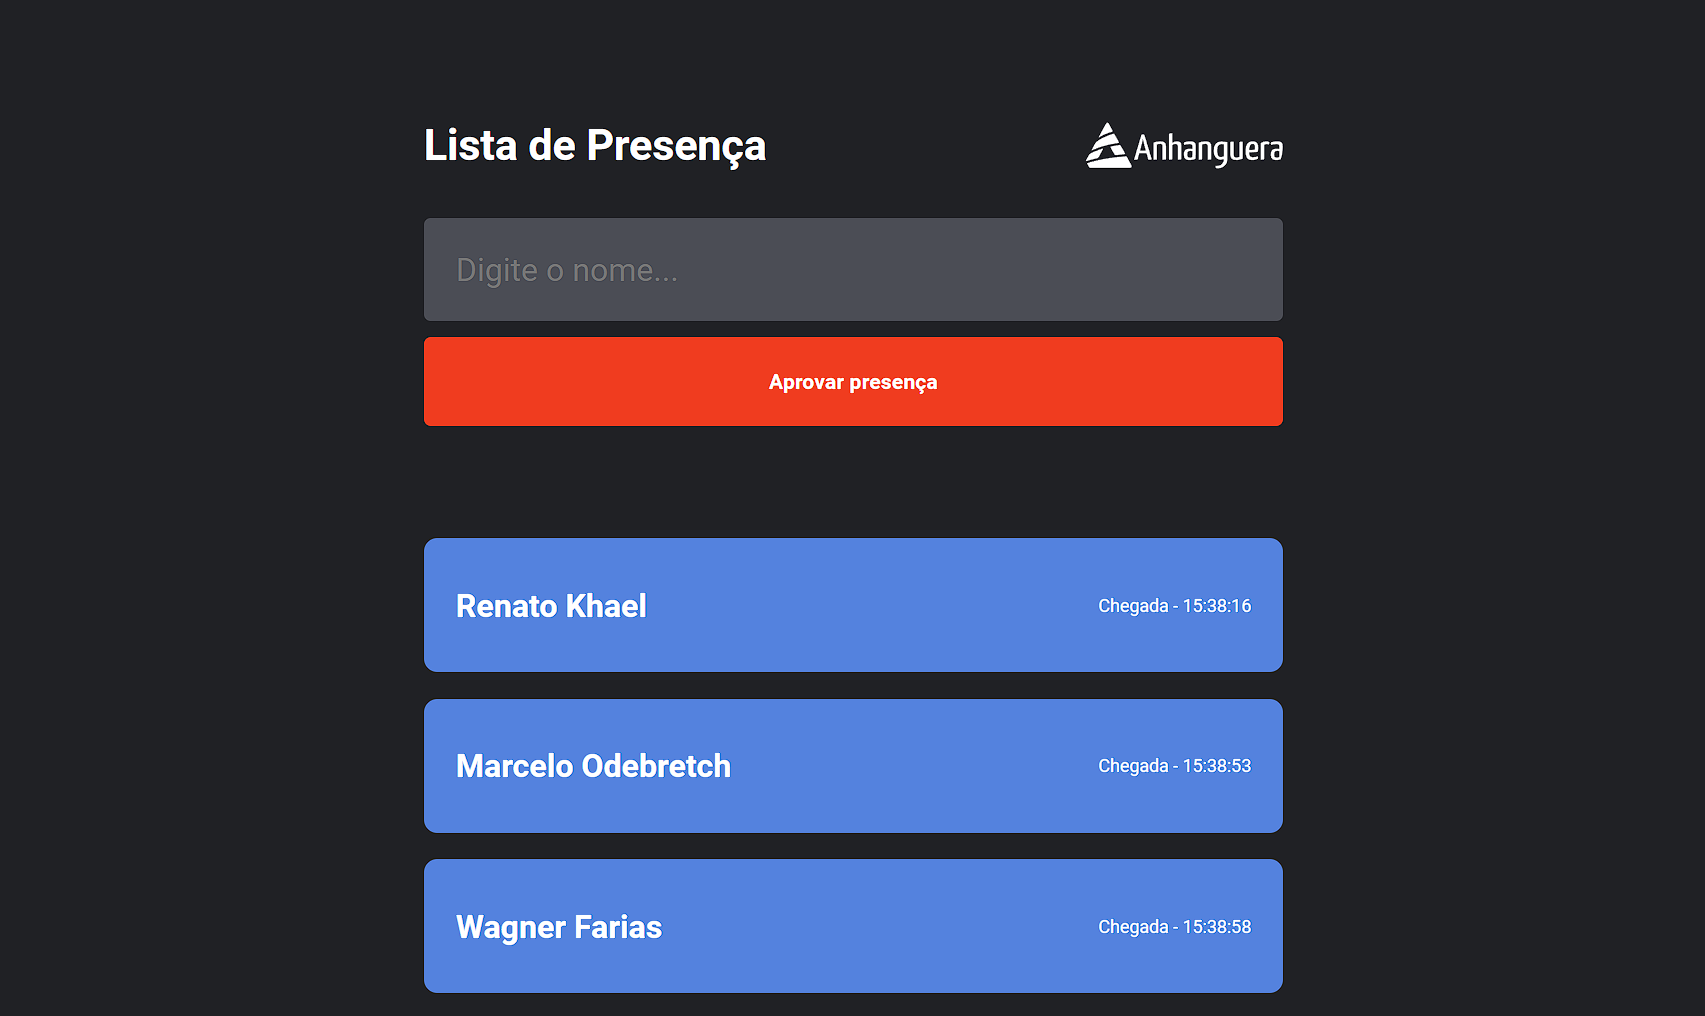 Lista de Presença
Anhanguera
Digite o nome...
Aprovar presença
Renato Khael
Chegada - 15:38:16
Marcelo Odebretch
Chegada - 15:38:53
Wagner Farias
Chegada - 15:38:58